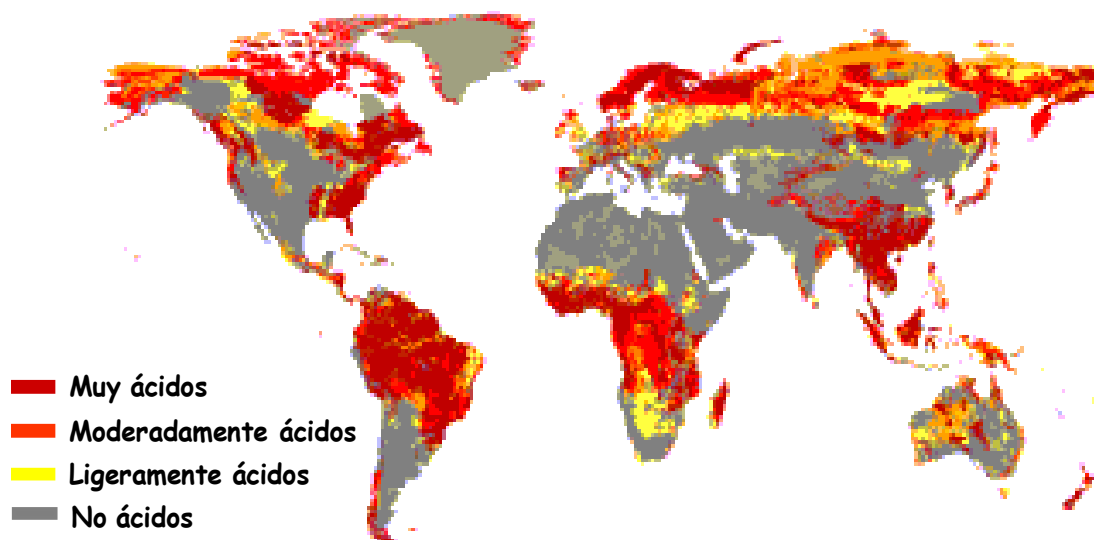 Muy ácidos
Moderadamente ácidos
Ligeramente ácidos
No ácidos